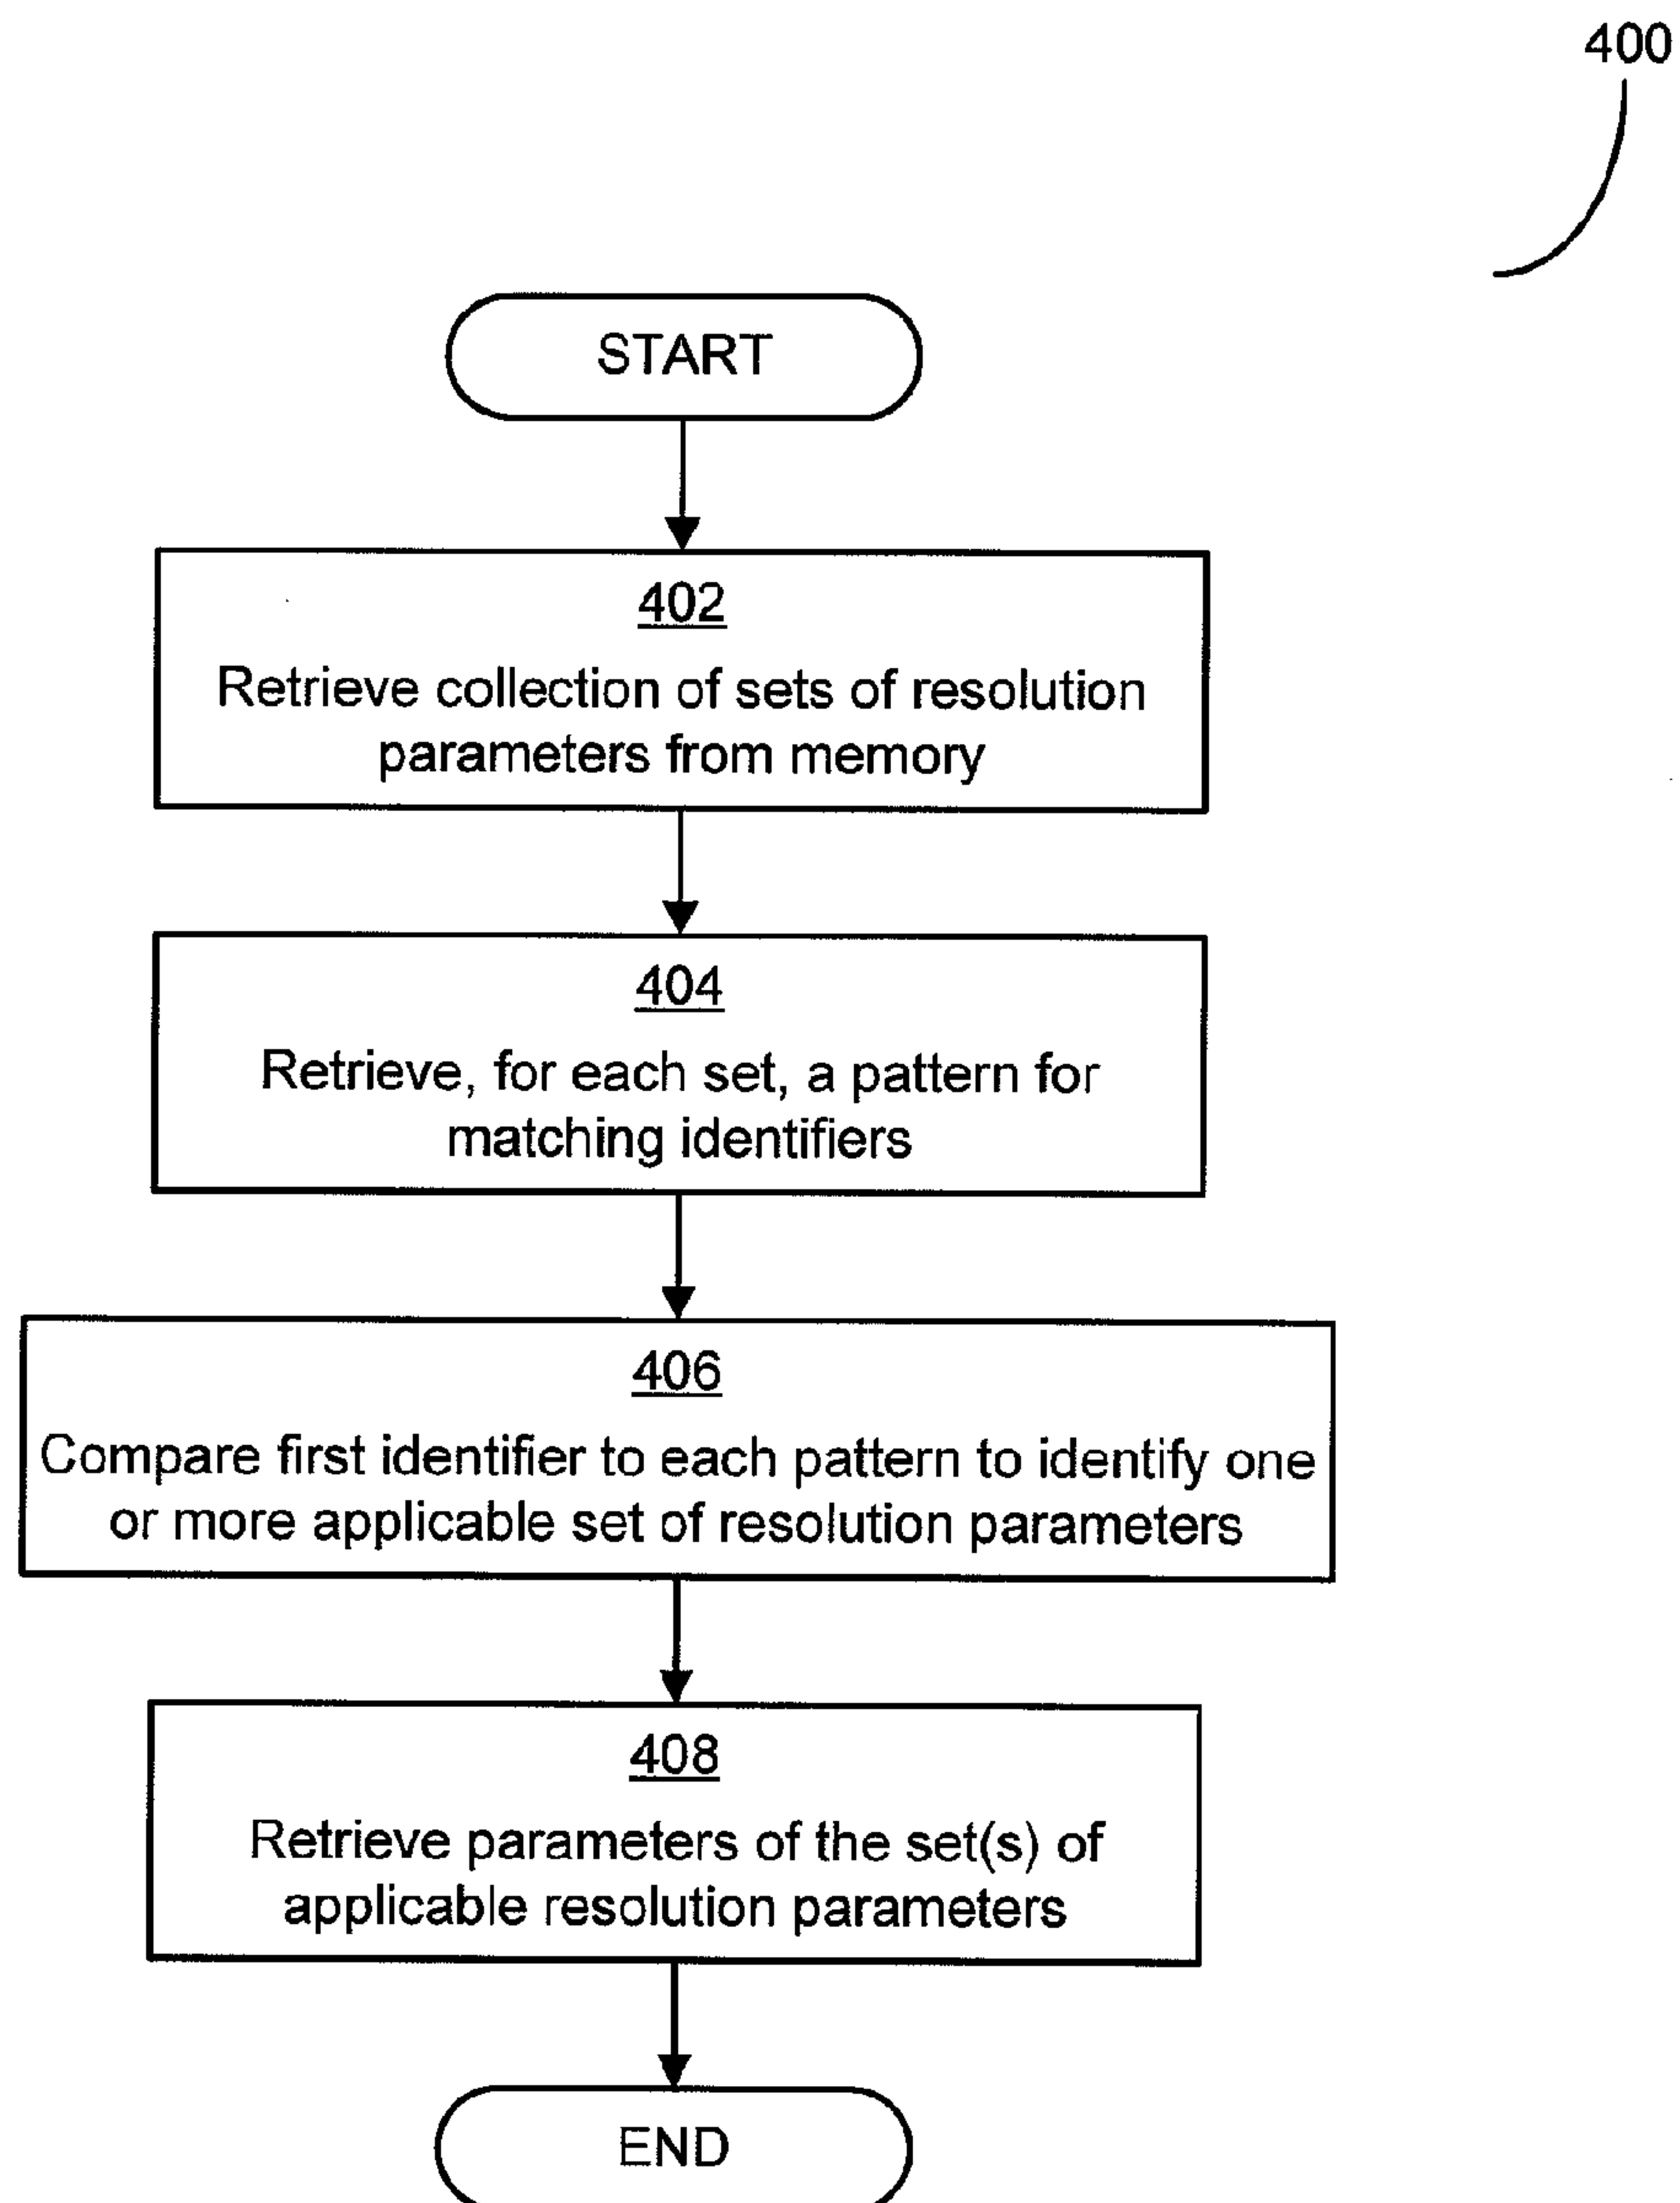 400
START
402
Retrieve collection of sets of resolution
parameters from memory
404
Retrieve, for each set, a pattern for
matching identifiers
406
Compare first identifier to each pattern to identify one
or more applicable set of resolution parameters
408
Retrieve parameters of the set(s) of
applicable resolution parameters
END